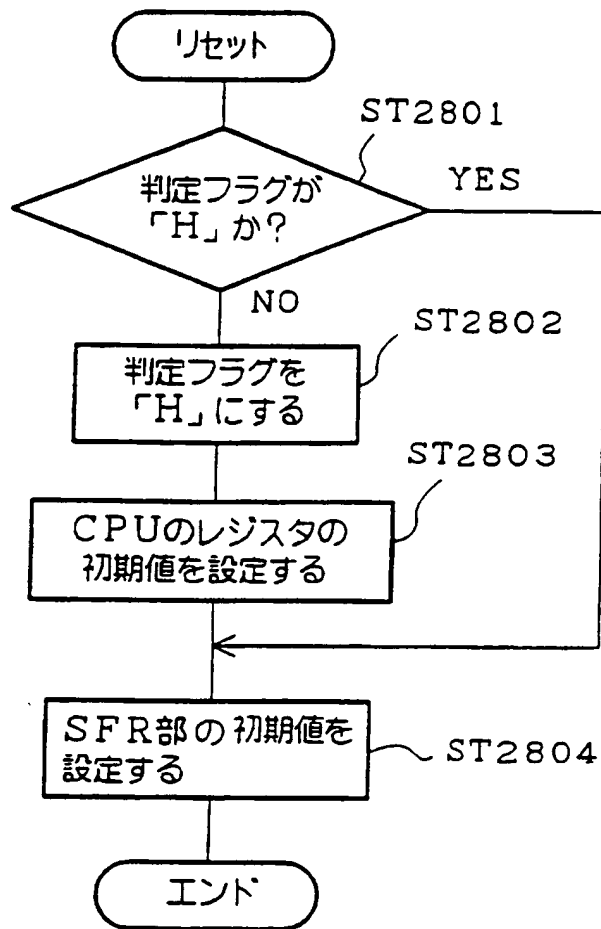 リセット
ST2801
判定フラグが
「H」か?
YES
NO
ST2802
判定フラグを
「H」にする
ST2803
CPUのレジスタの
初期値を設定する
SFR部の初期値を
設定する
ST2804
エンド